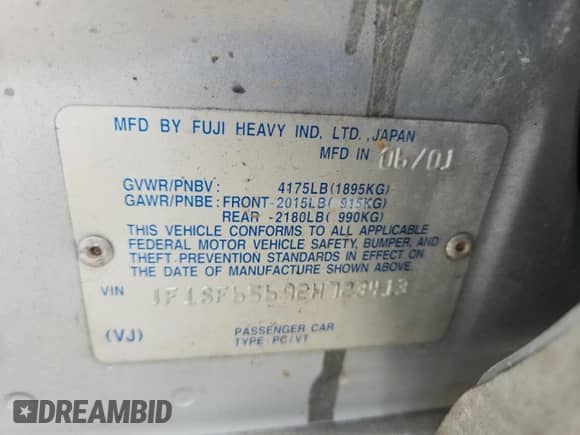 MFD BY FUJI HEAVY IND. LTD. ,JAPAN
MFD IN 06/01
GVWR/PNBV : 4175LB(1895KG)
GAWR/PNBE : FRONT-2015LB( 915KG)
REAR -2180LB( 990KG)
THIS VEHICLE CONFORMS TO ALL APPLICABLE
FEDERAL MOTOR VEHICLE SAFETY, BUMPER, AND
THEFT PREVENTION STANDARDS IN EFFECT ON
THE DATE OF MANUFACTURE SHOWN ABOVE.
VIN
(VJ) PASSENGER CAR
TYPE: PC/VT
DREAMBID